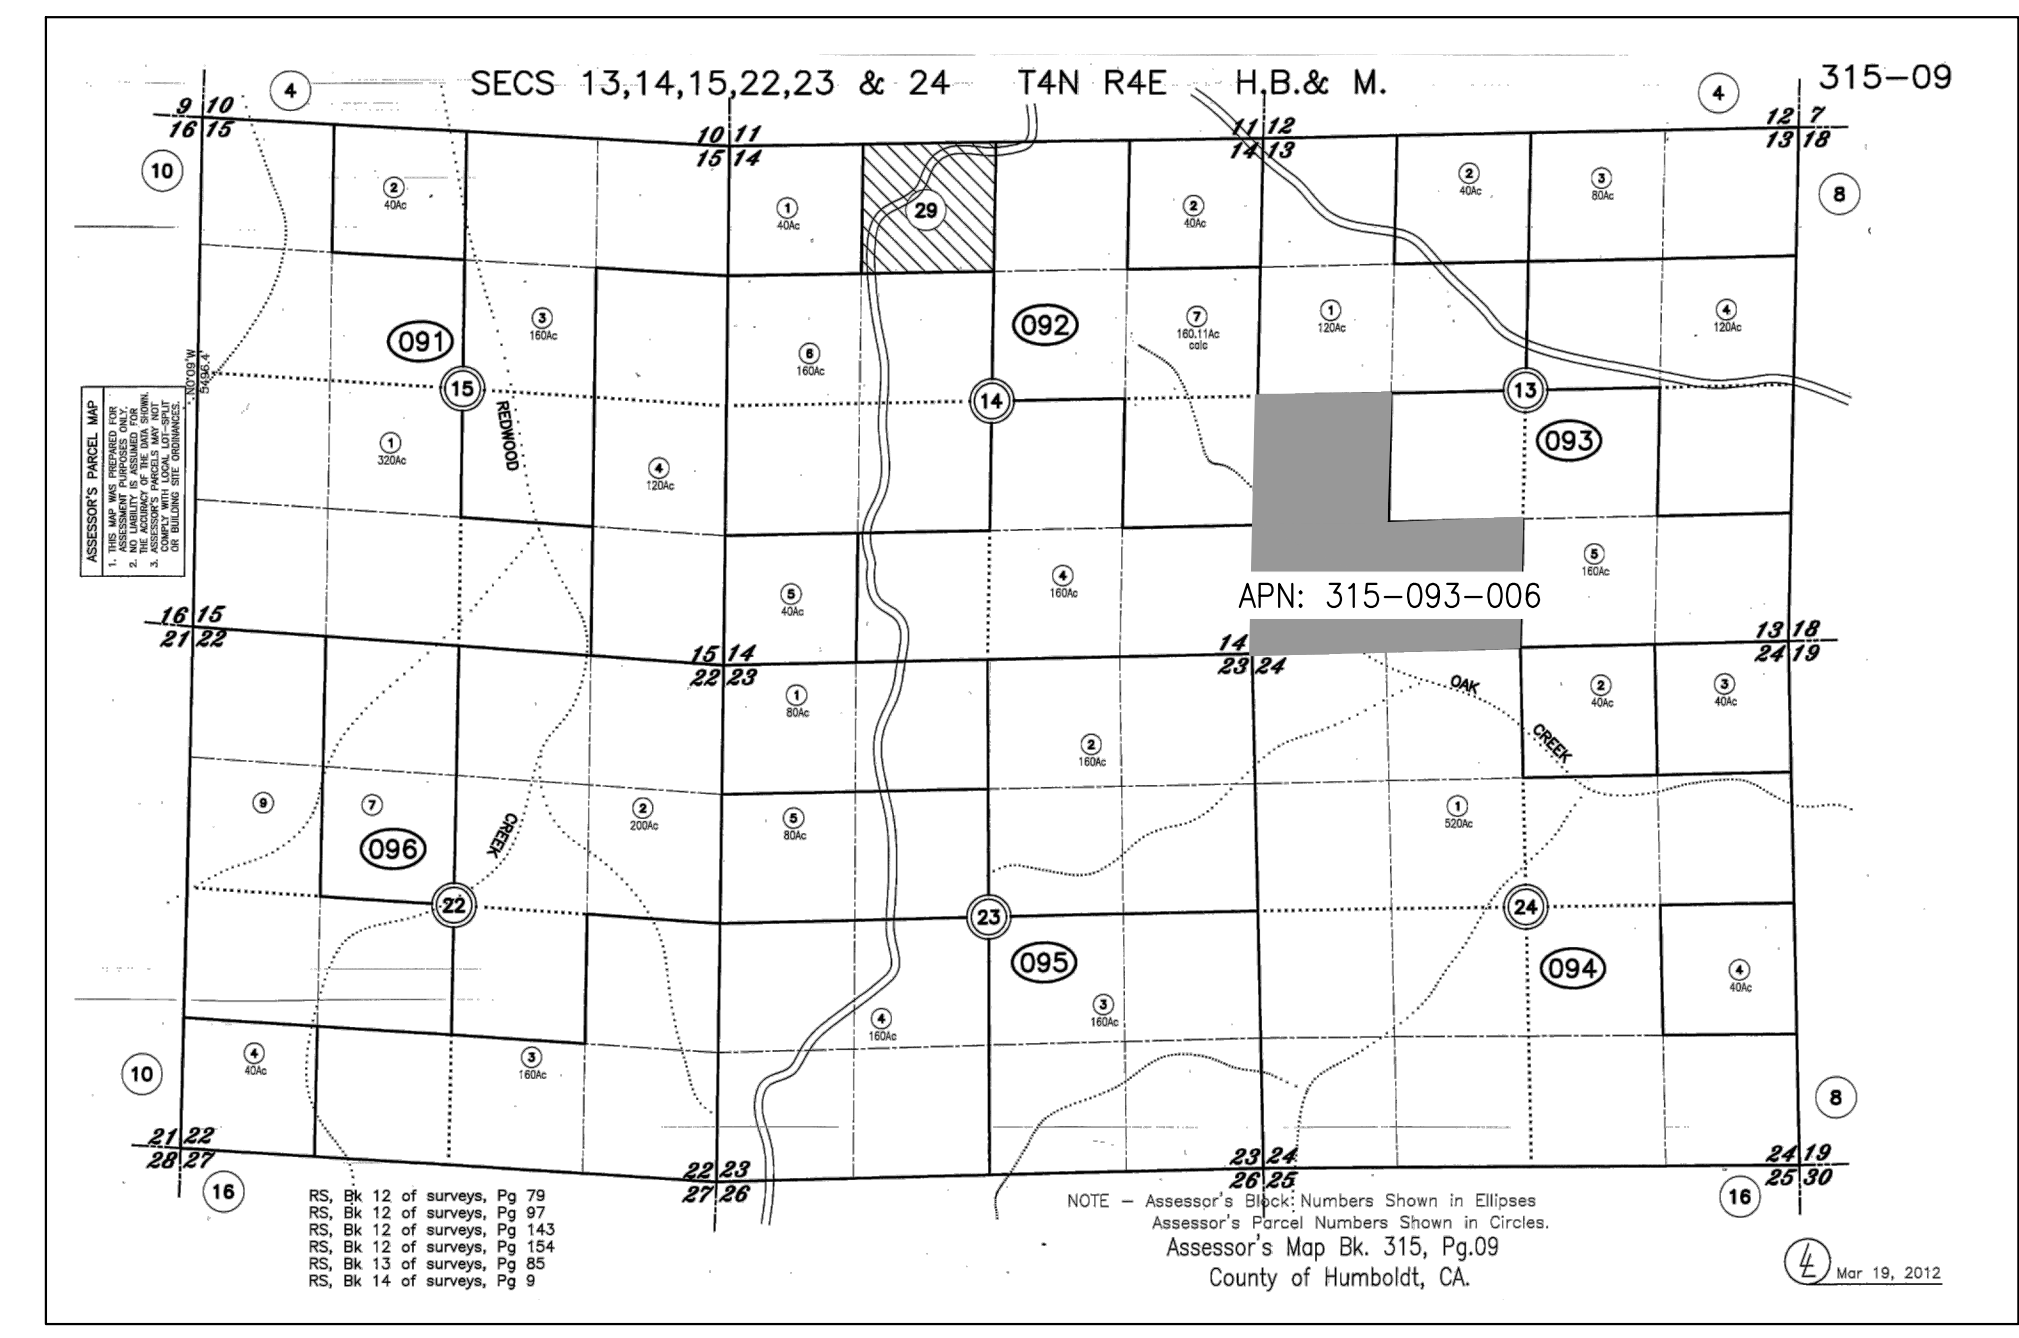 SECS 13,14,15,22,23 & 24 T4N R4E H.B.& M.
315-09
4
4
9 10
16 15
10 11
15 14
11 12
14 13
12 7
13 18
10
8
2
40Ac
1
40Ac
29
2
40Ac
2
40Ac
3
80Ac
091
3
160Ac
6
160Ac
092
7
160.11Ac
calc
1
120Ac
4
120Ac
N0°09'W
5496.4'
15
14
13
093
ASSESSOR'S PARCEL MAP
1. THIS MAP WAS PREPARED FOR
ASSESSMENT PURPOSES ONLY.
2. NO LIABILITY IS ASSUMED FOR
THE ACCURACY OF THE DATA SHOWN.
3. ASSESSOR'S PARCELS MAY NOT
COMPLY WITH LOCAL LOT-SPLIT
OR BUILDING SITE ORDINANCES.
REDWOOD
1
320Ac
4
120Ac
5
40Ac
4
160Ac
5
160Ac
APN: 315-093-006
16 15
21 22
15 14
22 23
14
23 24
13 18
24 19
1
80Ac
2
160Ac
OAK
CREEK
2
40Ac
3
40Ac
9
7
096
CREEK
2
200Ac
5
80Ac
1
520Ac
22
23
24
095
094
4
160Ac
3
160Ac
4
40Ac
4
40Ac
3
160Ac
10
8
21 22
28 27
22 23
27 26
23 24
26 25
24 19
25 30
16
16
RS, Bk 12 of surveys, Pg 79
RS, Bk 12 of surveys, Pg 97
RS, Bk 12 of surveys, Pg 143
RS, Bk 12 of surveys, Pg 154
RS, Bk 13 of surveys, Pg 85
RS, Bk 14 of surveys, Pg 9
NOTE - Assessor's Block Numbers Shown in Ellipses
Assessor's Parcel Numbers Shown in Circles.
Assessor's Map Bk. 315, Pg.09
County of Humboldt, CA.
Mar 19, 2012